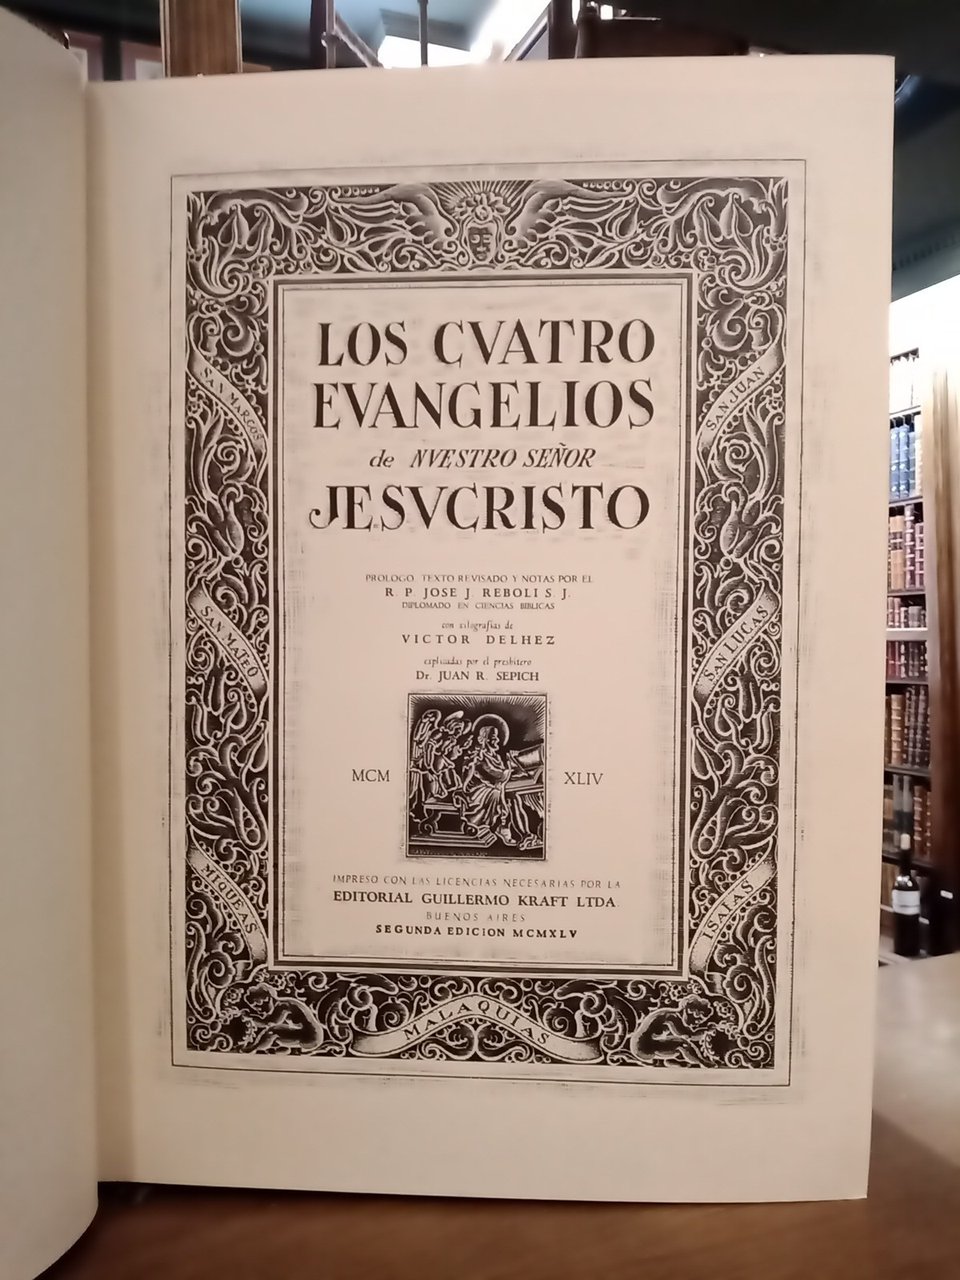 LOS CVATRO
EVANGELIOS
de NVESTRO SEÑOR
JESVCRISTO
PROLOGO TEXTO REVISADO Y NOTAS POR EL
R P JOSE J. REBOLI S. J.
DIPLOMADO EN CIENCIAS BIBLICAS
con xilografías de
VICTOR DELHEZ
explicadas por el presbítero
Dr. JUAN R. SEPICH
MCM XLIV
IMPRESO CON LAS LICENCIAS NECESARIAS POR LA
EDITORIAL GUILLERMO KRAFT LTDA
BUENOS AIRES
SEGUNDA EDICION MCMXLV
SAN MARCOS
SAN JUAN
SAN MATEO
SAN LUCAS
MIQUEAS
ISAÍAS
MALAQUIAS